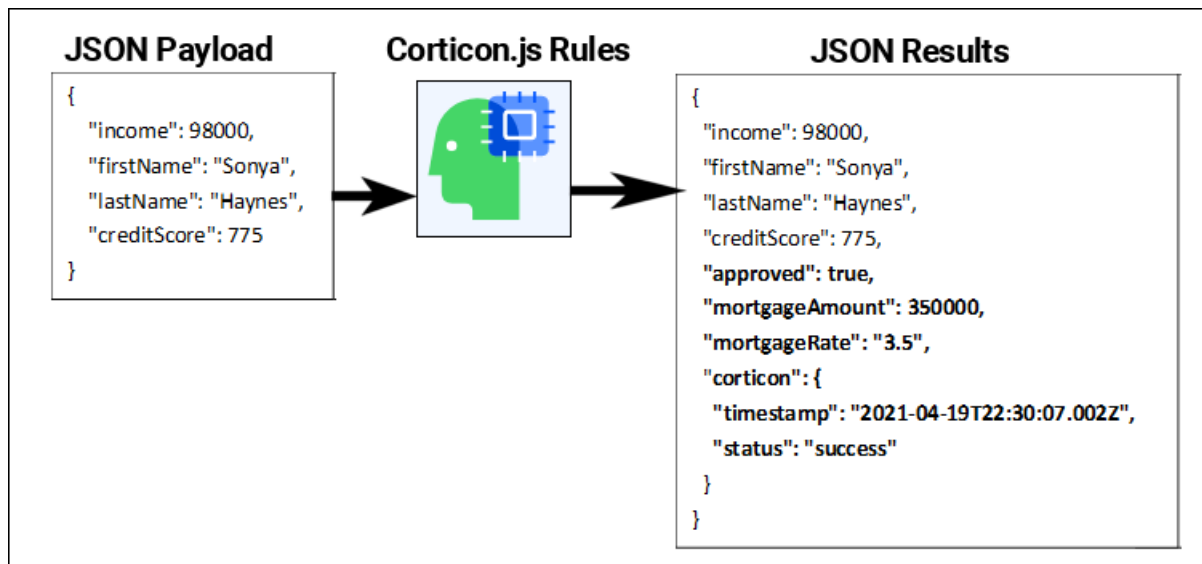 JSON Payload
{
"income": 98000,
"firstName": "Sonya",
"lastName": "Haynes",
"creditScore": 775
}
Corticon.js Rules
JSON Results
{
"income": 98000,
"firstName": "Sonya",
"lastName": "Haynes",
"creditScore": 775,
"approved": true,
"mortgageAmount": 350000,
"mortgageRate": "3.5",
"corticon": {
"timestamp": "2021-04-19T22:30:07.002Z",
"status": "success"
}
}